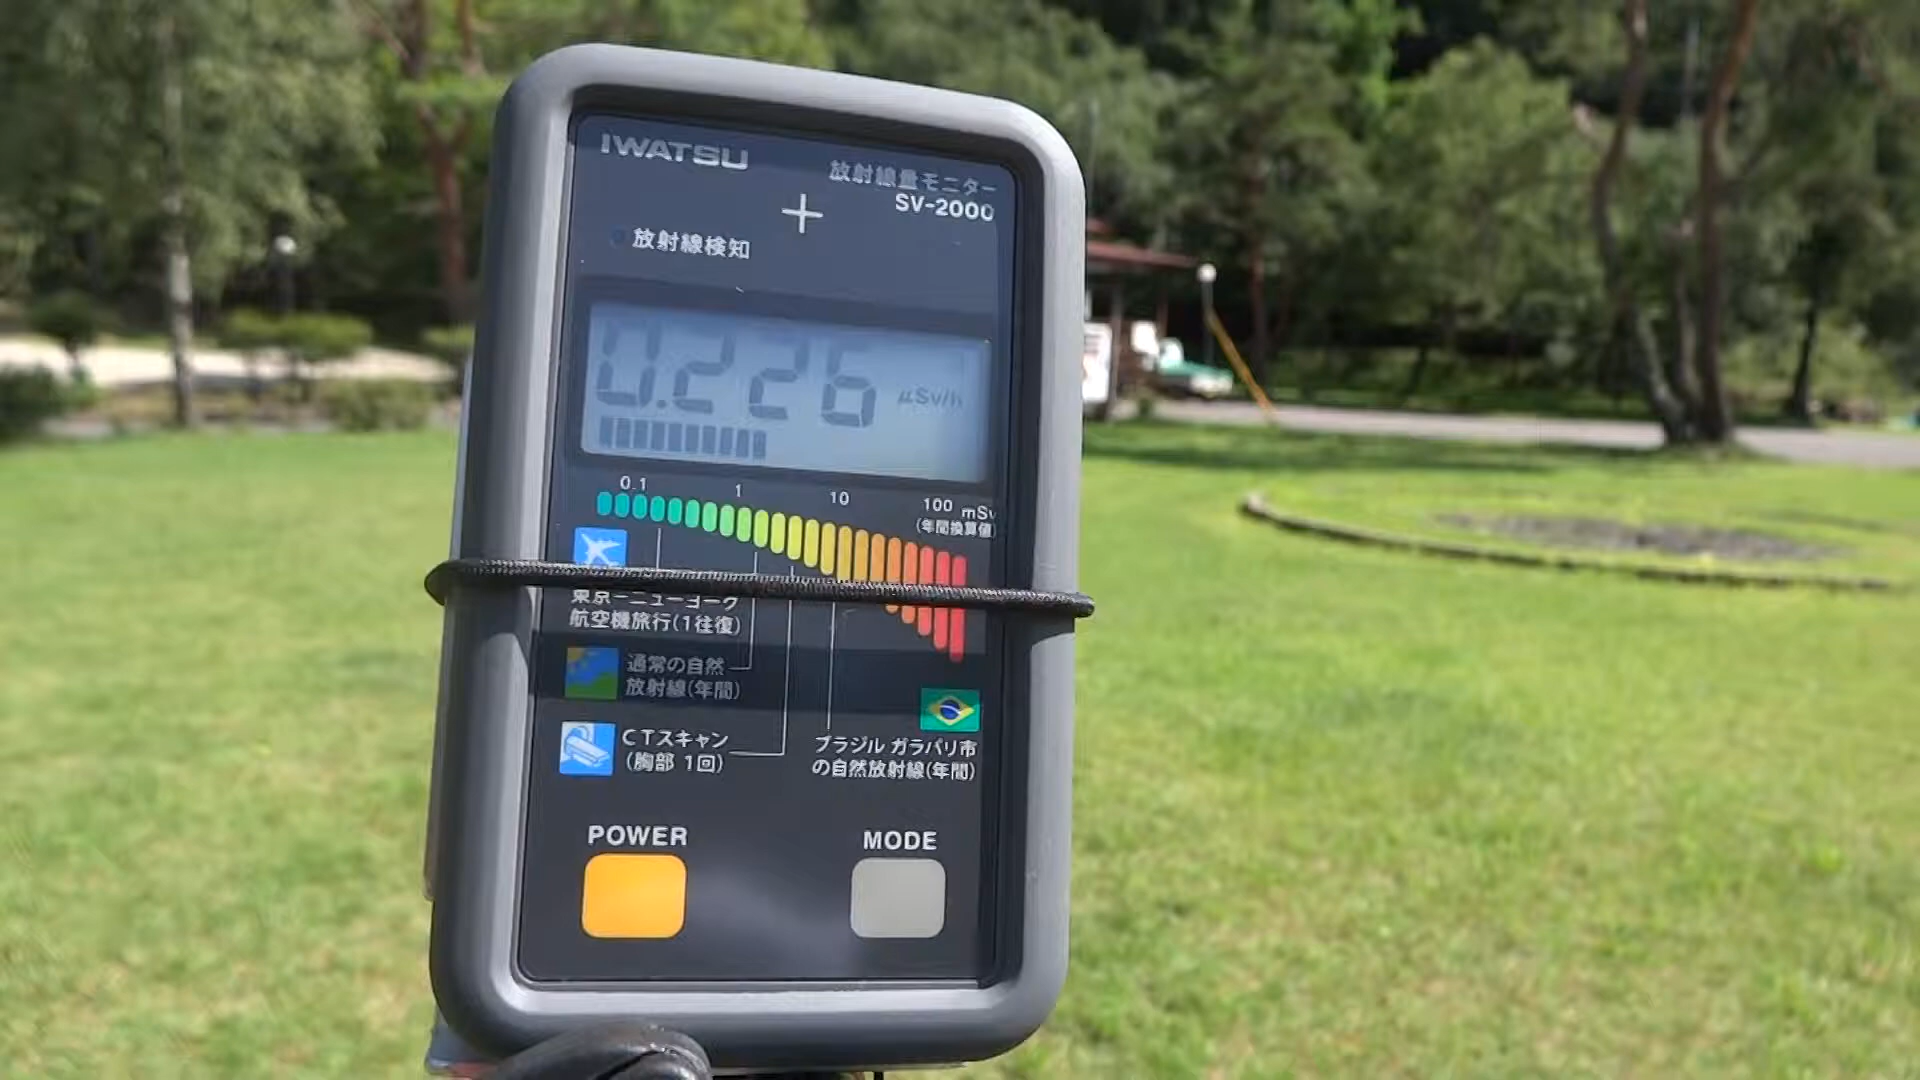 IWATSU
放射線量モニター
SV-2000
放射線検知
0.226 μSv/h
0.1 1 10 100 mSv
(年間換算値)
東京ーニューヨーク
航空機旅行(1往復)
通常の自然
放射線(年間)
CTスキャン
(胸部 1回)
ブラジル ガラパリ市
の自然放射線(年間)
POWER
MODE